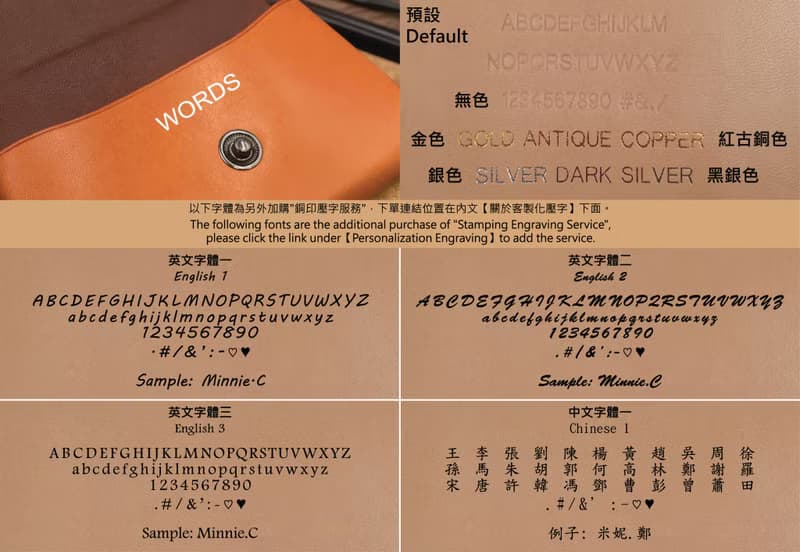 WORDS
預設
Default
ABCDEFGHIJKLM
NOPQRSTUVWXYZ
無色 1234567890 #&./
金色 GOLD ANTIQUE COPPER 紅古銅色
銀色 SILVER DARK SILVER 黑銀色
以下字體為另外加購"銅印壓字服務"，下單連結位置在內文【關於客製化壓字】下面。
The following fonts are the additional purchase of "Stamping Engraving Service",
please click the link under【Personalization Engraving】to add the service.
英文字體一
English 1
ABCDEFGHIJKLMNOPQRSTUVWXYZ
abcdefghijklmnopqrstuvwxyz
1234567890
·#/&':-♡♥
Sample: Minnie·C
英文字體二
English 2
ABCDEFGHIJKLMNOPQRSTUVWXYZ
abcdefghijklmnopqrstuvwxyz
1234567890
.#/&':-♡♥
Sample: Minnie.C
英文字體三
English 3
ABCDEFGHIJKLMNOPQRSTUVWXYZ
abcdefghijklmnopqrstuvwxyz
1234567890
.#/&':-♡♥
Sample: Minnie.C
中文字體一
Chinese 1
王 李 張 劉 陳 楊 黃 趙 吳 周 徐
孫 馬 朱 胡 郭 何 高 林 鄭 謝 羅
宋 唐 許 韓 馮 鄧 曹 彭 曾 蕭 田
.#/&' :-♡♥
例子: 米妮.鄭